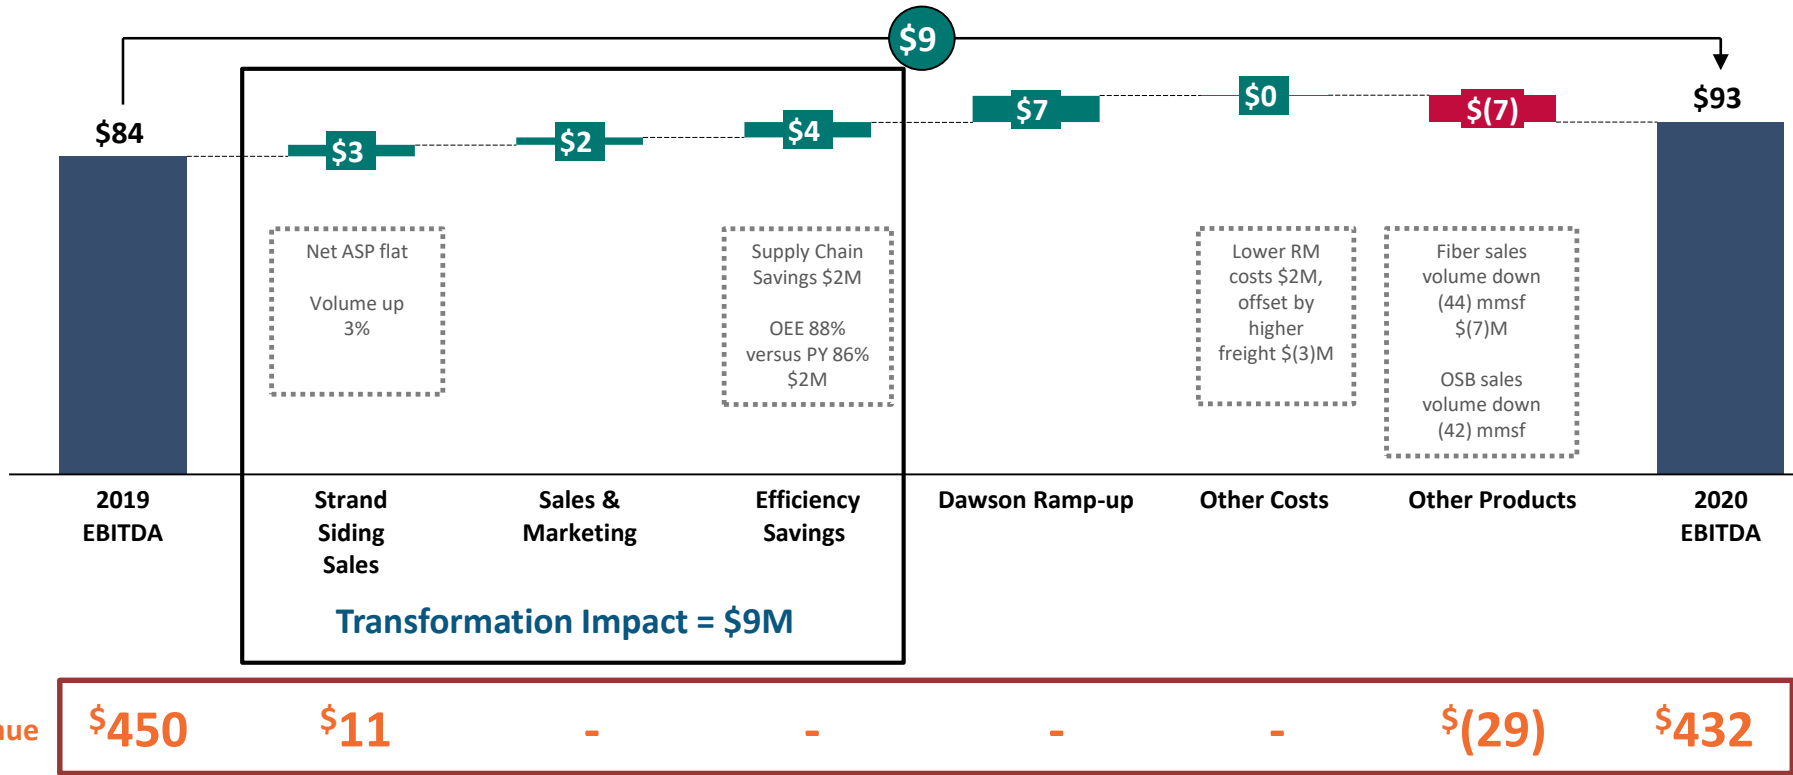 $9
$84
$3
$2
$4
$7
$0
$(7)
$93
Net ASP flat
Volume up
3%
Supply Chain
Savings $2M
OEE 88%
versus PY 86%
$2M
Lower RM
costs $2M,
offset by
higher
freight $(3)M
Fiber sales
volume down
(44) mmsf
$(7)M
OSB sales
volume down
(42) mmsf
2019
EBITDA
Strand
Siding
Sales
Sales &
Marketing
Efficiency
Savings
Dawson Ramp-up
Other Costs
Other Products
2020
EBITDA
Transformation Impact = $9M
nue $450 $11 - - - - $(29) $432